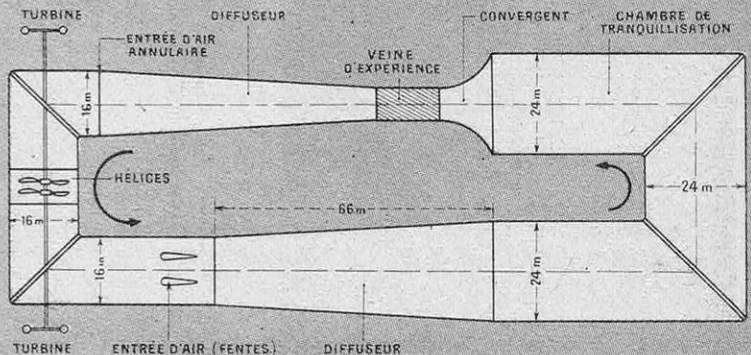 TURBINE
DIFFUSEUR
CONVERGENT
CHAMBRE DE
TRANQUILLISATION
ENTRÉE D'AIR
ANNULAIRE
VEINE
D'EXPÉRIENCE
16 m
16 m
24 m
HÉLICES
16 m
66 m
24 m
16 m
24 m
TURBINE
ENTRÉE D'AIR (FENTES)
DIFFUSEUR